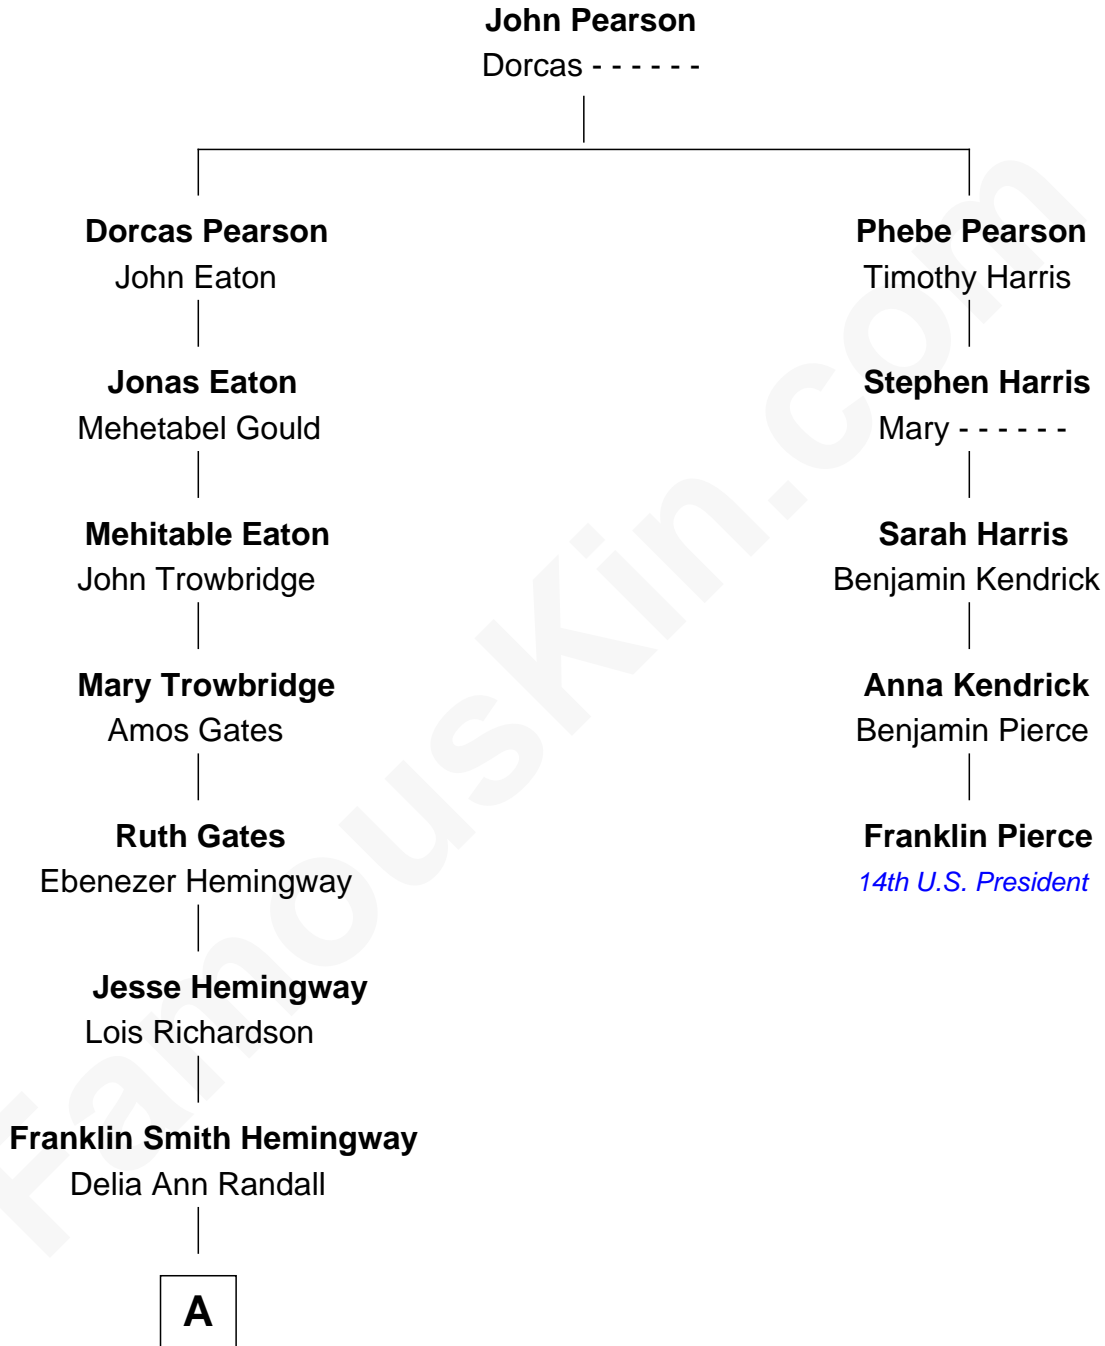 John Pearson
Dorcas - - - - - -
Dorcas Pearson
John Eaton
Phebe Pearson
Timothy Harris
Jonas Eaton
Mehetabel Gould
Stephen Harris
Mary - - - - - -
Mehitable Eaton
John Trowbridge
Sarah Harris
Benjamin Kendrick
Mary Trowbridge
Amos Gates
Anna Kendrick
Benjamin Pierce
Ruth Gates
Ebenezer Hemingway
Franklin Pierce
14th U.S. President
Jesse Hemingway
Lois Richardson
Franklin Smith Hemingway
Delia Ann Randall
A
FamousKin.com